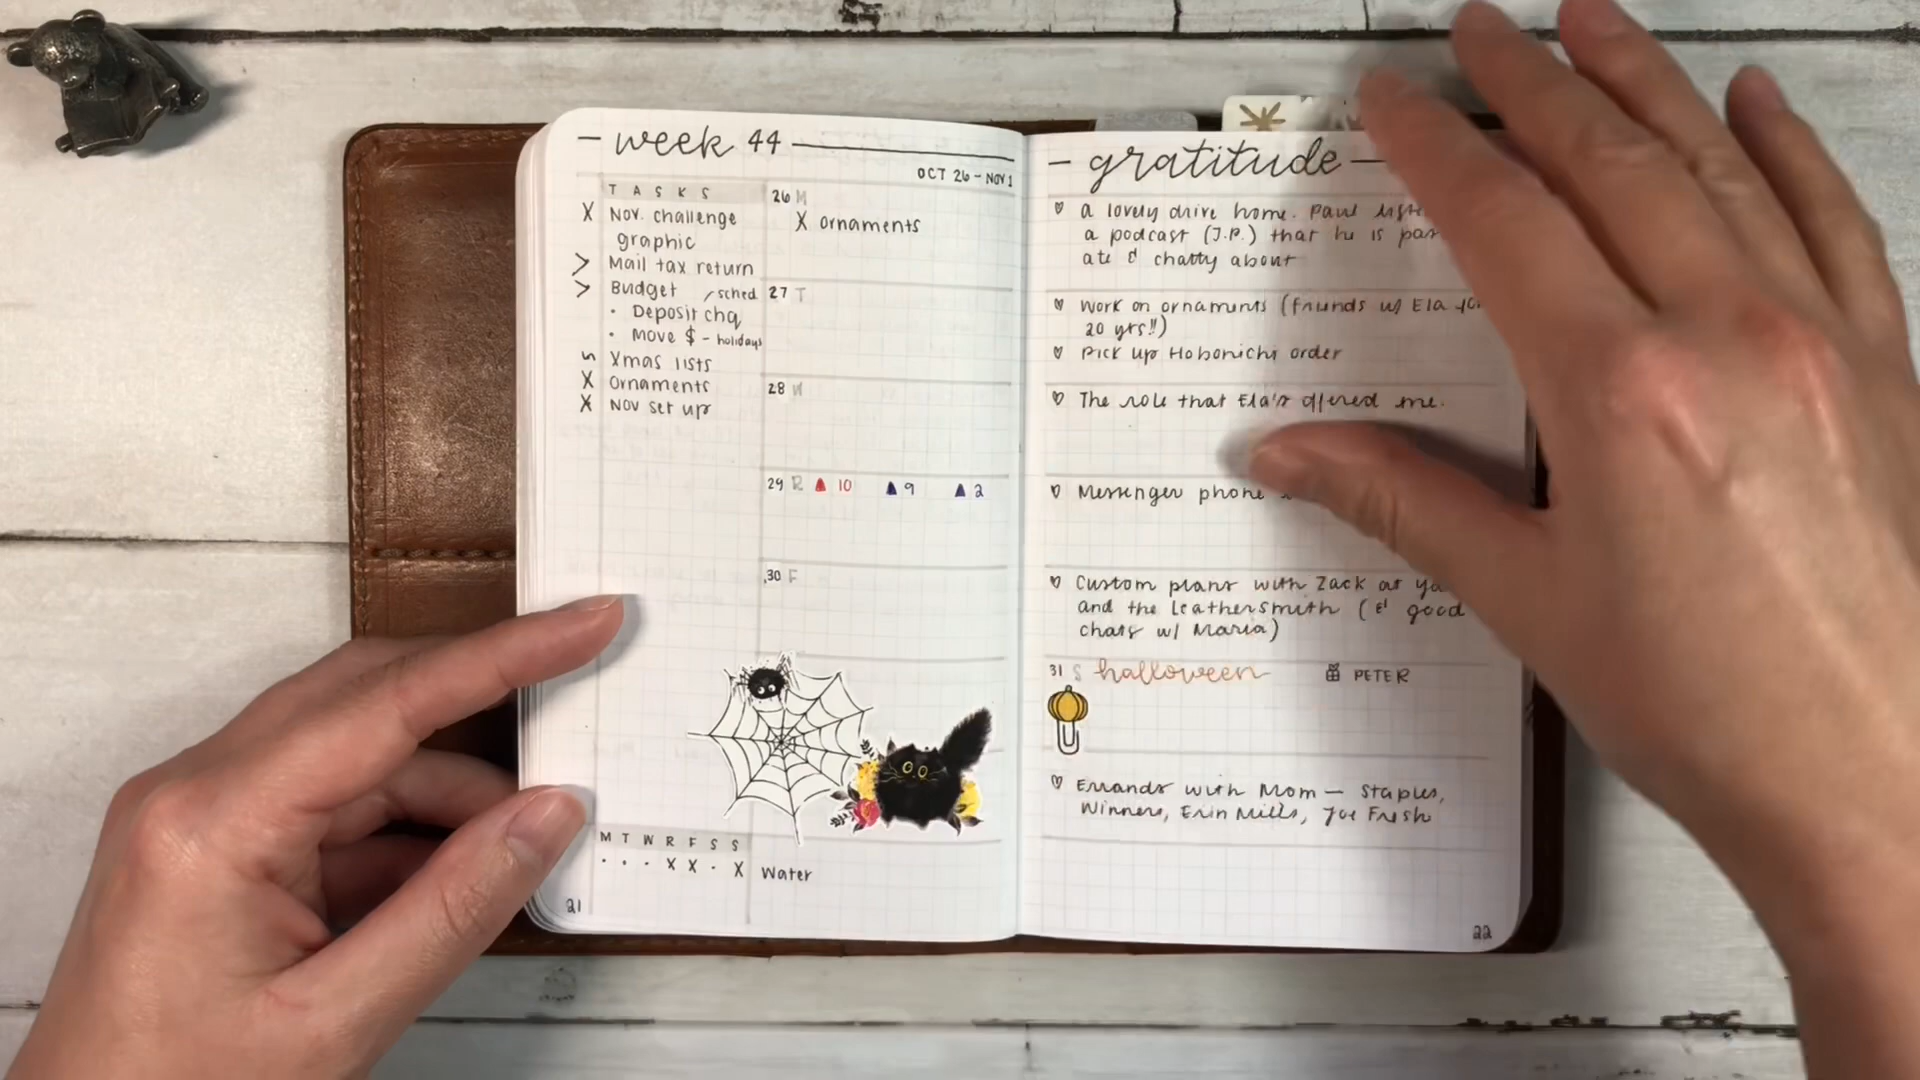 week 44
OCT 26 - NOV 1
TASKS
X Nov. challenge
graphic
> Mail tax return
> Budget / sched
· Deposit chq
· Move $ - holidays
Xmas lists
X Ornaments
X Nov set up
26 M
X ornaments
27 T
28 W
29 R 10 9 2
30 F
M T W R F S S
· · · X X · X Water
21
gratitude
a lovely drive home. Paul
a podcast (J.P.) that he is
ate & chatty about
Work on ornaments (friends w/ Ela for
20 yrs!!)
Pick up Hobonichi order
The role that Ela's offered me.
Messenger phone
Custom plans with Zack at
and the Leathersmith (& good
chats w/ Maria)
31 S halloween PETER
Errands with Mom — Staples,
Winners, Erin Mills, Joe Fresh
22